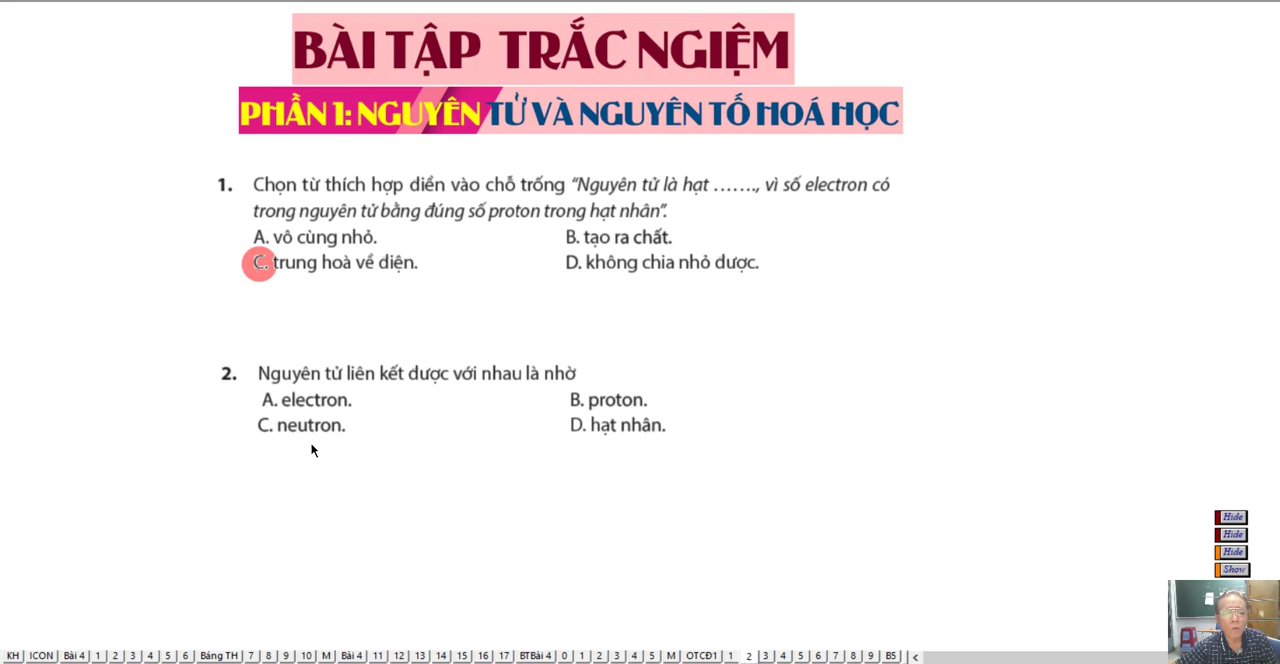 BÀI TẬP TRẮC NGIỆM
PHẦN 1: NGUYÊN TỬ VÀ NGUYÊN TỐ HOÁ HỌC
1. Chọn từ thích hợp điền vào chỗ trống "Nguyên tử là hạt ……., vì số electron có
trong nguyên tử bằng đúng số proton trong hạt nhân".
A. vô cùng nhỏ. B. tạo ra chất.
C. trung hoà về điện. D. không chia nhỏ được.
2. Nguyên tử liên kết được với nhau là nhờ
A. electron. B. proton.
C. neutron. D. hạt nhân.
Hide
Hide
Hide
Show
KH ICON Bài 4 1 2 3 4 5 6 Bảng TH 7 8 9 10 M Bài 4 11 12 13 14 15 16 17 BTBài 4 0 1 2 3 4 5 M OTCĐ1 1 2 3 4 5 6 7 8 9 B5 <